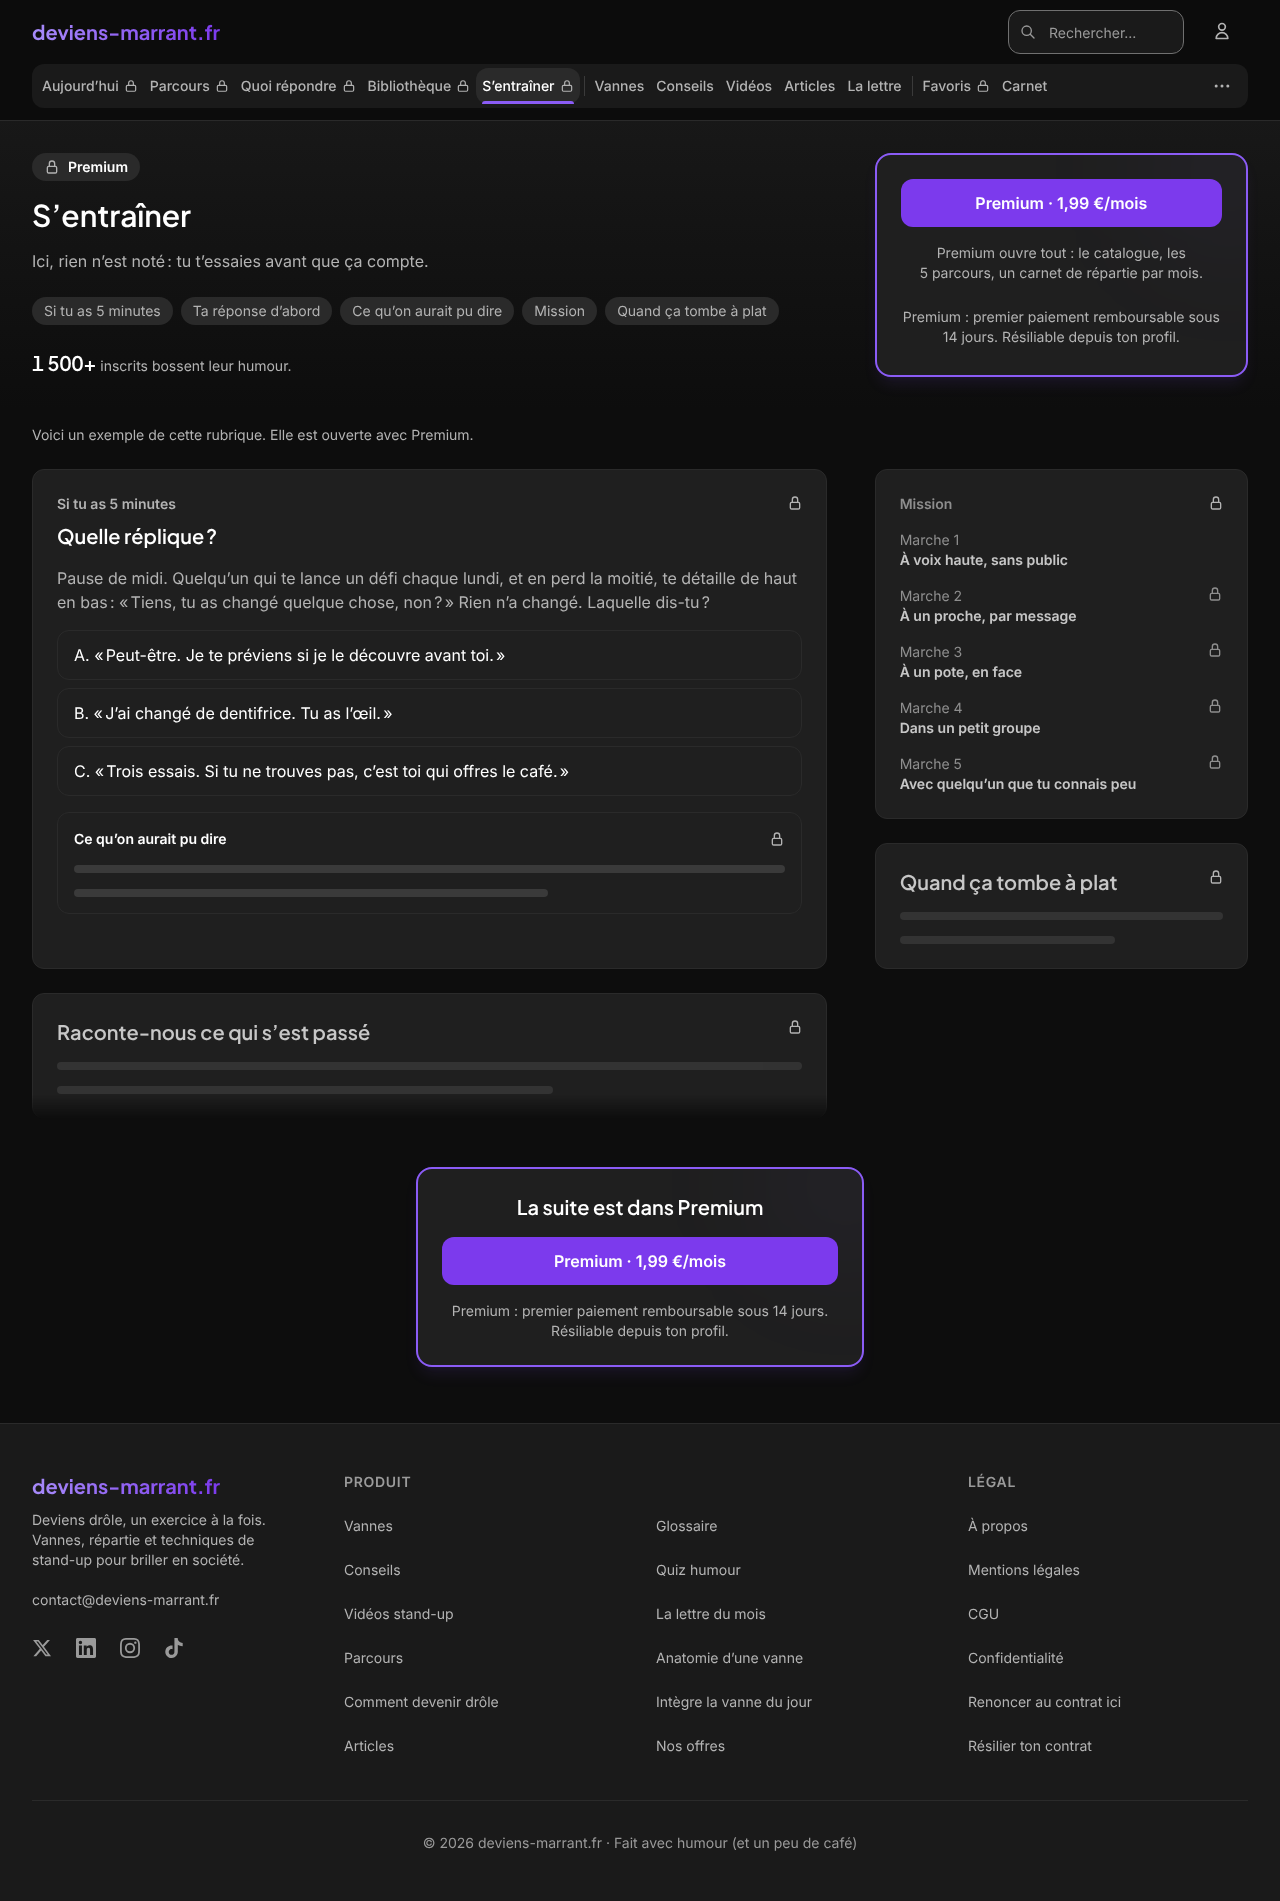 deviens-marrant.fr
Rechercher...
Aujourd’hui
Parcours
Quoi répondre
Bibliothèque
S’entraîner
Vannes
Conseils
Vidéos
Articles
La lettre
Favoris
Carnet
Premium
S’entraîner
Ici, rien n’est noté : tu t’essaies avant que ça compte.
Si tu as 5 minutes
Ta réponse d’abord
Ce qu’on aurait pu dire
Mission
Quand ça tombe à plat
1 500+ inscrits bossent leur humour.
Premium · 1,99 €/mois
Premium ouvre tout : le catalogue, les
5 parcours, un carnet de répartie par mois.
Premium : premier paiement remboursable sous
14 jours. Résiliable depuis ton profil.
Voici un exemple de cette rubrique. Elle est ouverte avec Premium.
Si tu as 5 minutes
Quelle réplique ?
Pause de midi. Quelqu’un qui te lance un défi chaque lundi, et en perd la moitié, te détaille de haut
en bas : « Tiens, tu as changé quelque chose, non ? » Rien n’a changé. Laquelle dis-tu ?
A. « Peut-être. Je te préviens si je le découvre avant toi. »
B. « J’ai changé de dentifrice. Tu as l’œil. »
C. « Trois essais. Si tu ne trouves pas, c’est toi qui offres le café. »
Ce qu’on aurait pu dire
Mission
Marche 1
À voix haute, sans public
Marche 2
À un proche, par message
Marche 3
À un pote, en face
Marche 4
Dans un petit groupe
Marche 5
Avec quelqu’un que tu connais peu
Quand ça tombe à plat
Raconte-nous ce qui s’est passé
La suite est dans Premium
Premium · 1,99 €/mois
Premium : premier paiement remboursable sous 14 jours.
Résiliable depuis ton profil.
deviens-marrant.fr
Deviens drôle, un exercice à la fois.
Vannes, répartie et techniques de
stand-up pour briller en société.
contact@deviens-marrant.fr
PRODUIT
Vannes
Conseils
Vidéos stand-up
Parcours
Comment devenir drôle
Articles
Glossaire
Quiz humour
La lettre du mois
Anatomie d’une vanne
Intègre la vanne du jour
Nos offres
LÉGAL
À propos
Mentions légales
CGU
Confidentialité
Renoncer au contrat ici
Résilier ton contrat
© 2026 deviens-marrant.fr · Fait avec humour (et un peu de café)